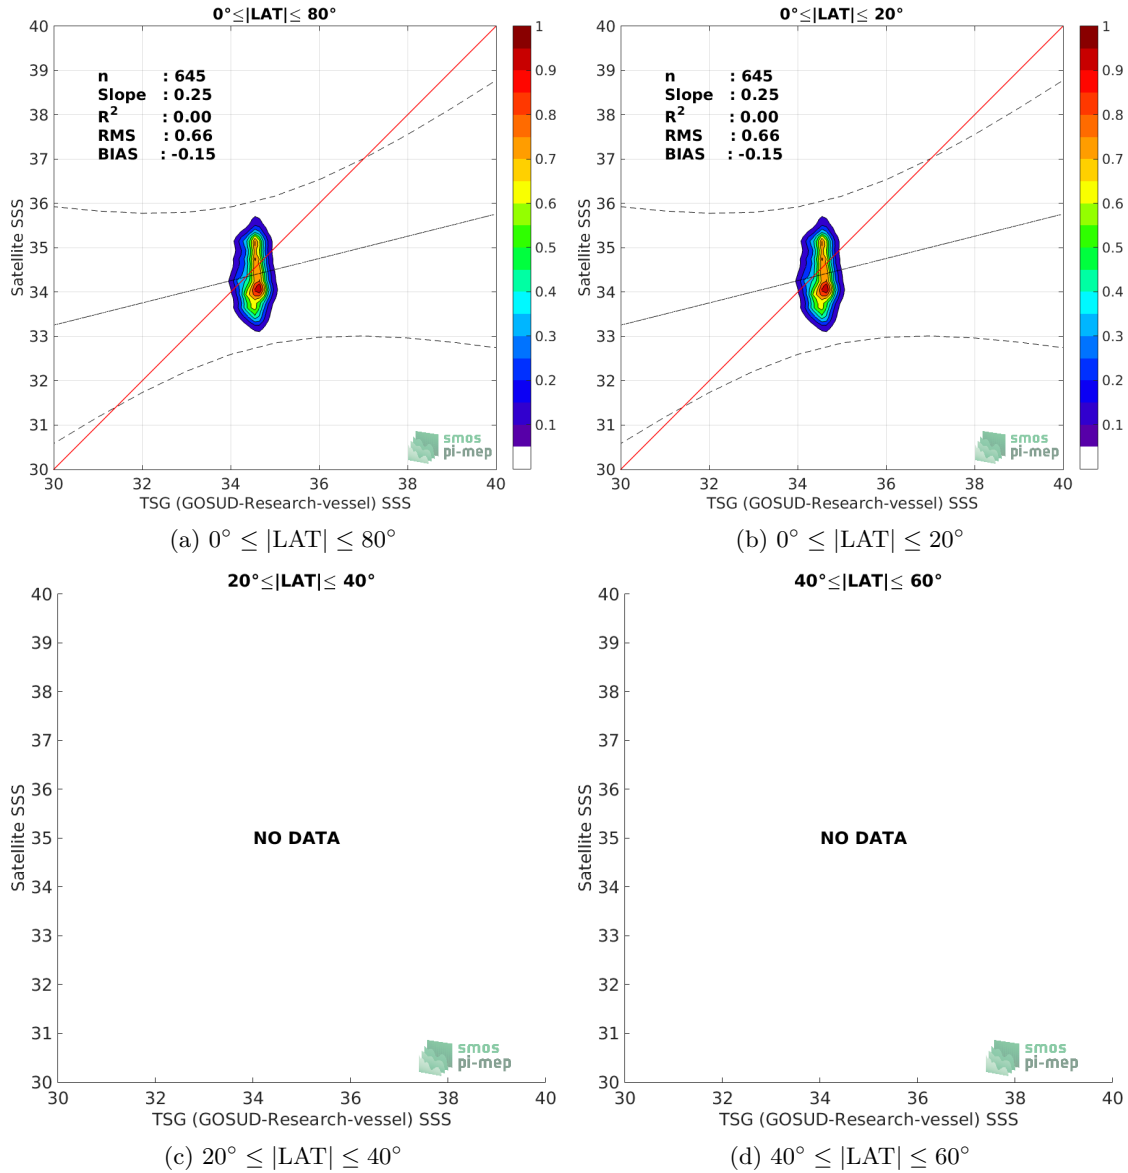 0°≤|LAT|≤ 80°
n : 645
Slope : 0.25
R² : 0.00
RMS : 0.66
BIAS : -0.15
40
39
38
37
36
35
34
33
32
31
30
Satellite SSS
30 32 34 36 38 40
TSG (GOSUD-Research-vessel) SSS
smos
pi-mep
1
0.9
0.8
0.7
0.6
0.5
0.4
0.3
0.2
0.1
(a) 0° ≤ |LAT| ≤ 80°
0°≤|LAT|≤ 20°
n : 645
Slope : 0.25
R² : 0.00
RMS : 0.66
BIAS : -0.15
40
39
38
37
36
35
34
33
32
31
30
Satellite SSS
30 32 34 36 38 40
TSG (GOSUD-Research-vessel) SSS
smos
pi-mep
1
0.9
0.8
0.7
0.6
0.5
0.4
0.3
0.2
0.1
(b) 0° ≤ |LAT| ≤ 20°
20°≤|LAT|≤ 40°
40
39
38
37
36
35
34
33
32
31
30
Satellite SSS
NO DATA
smos
pi-mep
30 32 34 36 38 40
TSG (GOSUD-Research-vessel) SSS
(c) 20° ≤ |LAT| ≤ 40°
40°≤|LAT|≤ 60°
40
39
38
37
36
35
34
33
32
31
30
Satellite SSS
NO DATA
smos
pi-mep
30 32 34 36 38 40
TSG (GOSUD-Research-vessel) SSS
(d) 40° ≤ |LAT| ≤ 60°